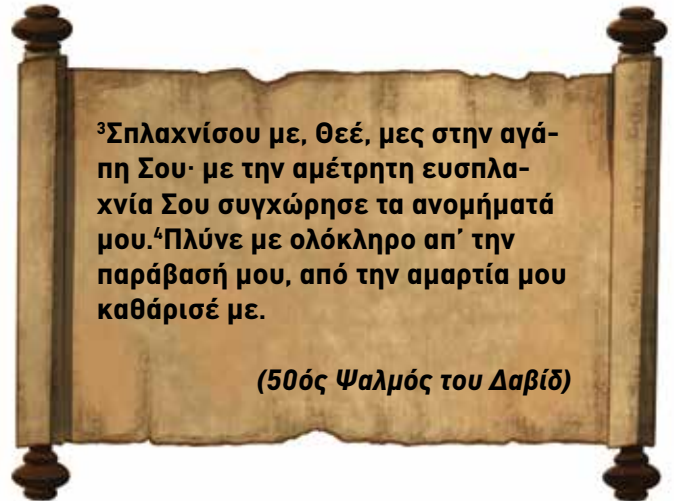 ³Σπλαχνίσου με, Θεέ, μες στην αγά-
πη Σου· με την αμέτρητη ευσπλα-
χνία Σου συγχώρησε τα ανομήματά
μου.⁴Πλύνε με ολόκληρο απ’ την
παράβασή μου, από την αμαρτία μου
καθάρισέ με.
(50ός Ψαλμός του Δαβίδ)